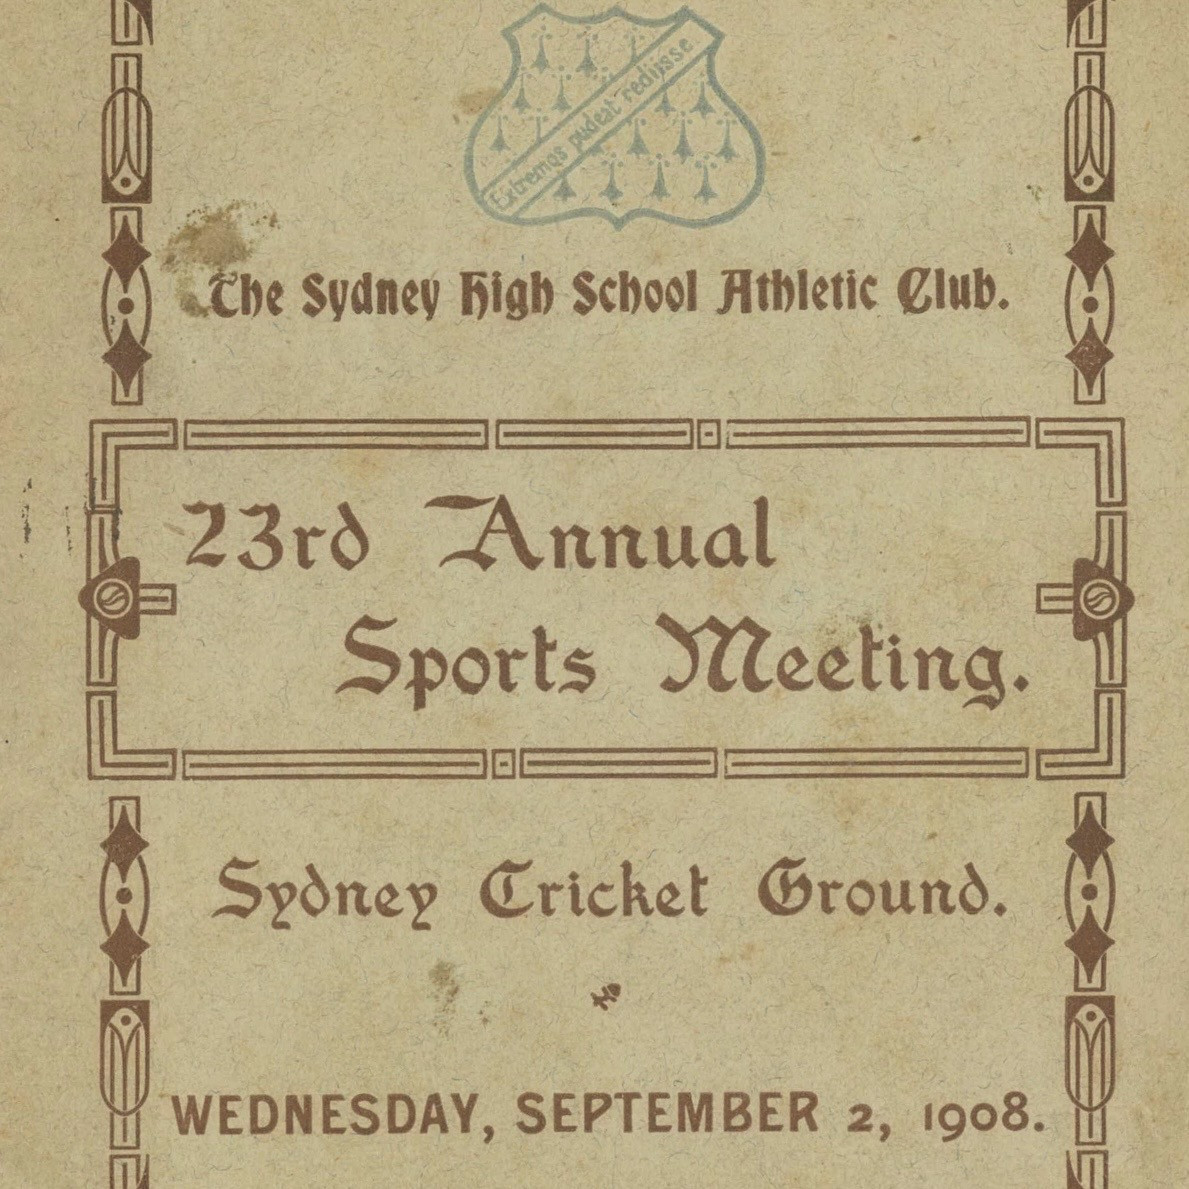 Extremos pudeat rediisse
The Sydney High School Athletic Club.
23rd Annual
Sports Meeting.
Sydney Cricket Ground.
WEDNESDAY, SEPTEMBER 2, 1908.